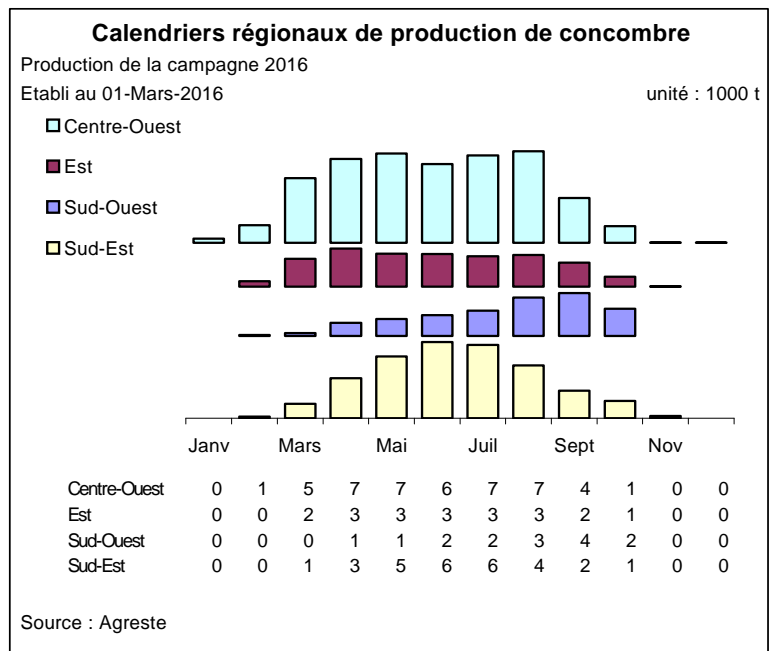 Calendriers régionaux de production de concombre
Production de la campagne 2016
Etabli au 01-Mars-2016 unité : 1000 t
Centre-Ouest
Est
Sud-Ouest
Sud-Est
Janv Mars Mai Juil Sept Nov
Centre-Ouest 0 1 5 7 7 6 7 7 4 1 0 0
Est 0 0 2 3 3 3 3 3 2 1 0 0
Sud-Ouest 0 0 0 1 1 2 2 3 4 2 0 0
Sud-Est 0 0 1 3 5 6 6 4 2 1 0 0
Source : Agreste